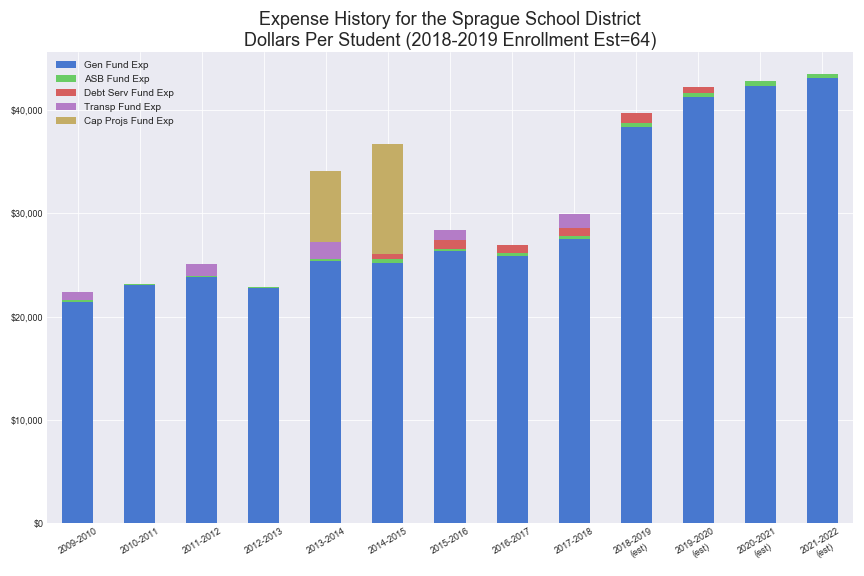 Expense History for the Sprague School District
Dollars Per Student (2018-2019 Enrollment Est=64)
Gen Fund Exp
ASB Fund Exp
Debt Serv Fund Exp
Transp Fund Exp
Cap Projs Fund Exp
$40,000
$30,000
$20,000
$10,000
$0
2009-2010
2010-2011
2011-2012
2012-2013
2013-2014
2014-2015
2015-2016
2016-2017
2017-2018
2018-2019
(est)
2019-2020
(est)
2020-2021
(est)
2021-2022
(est)